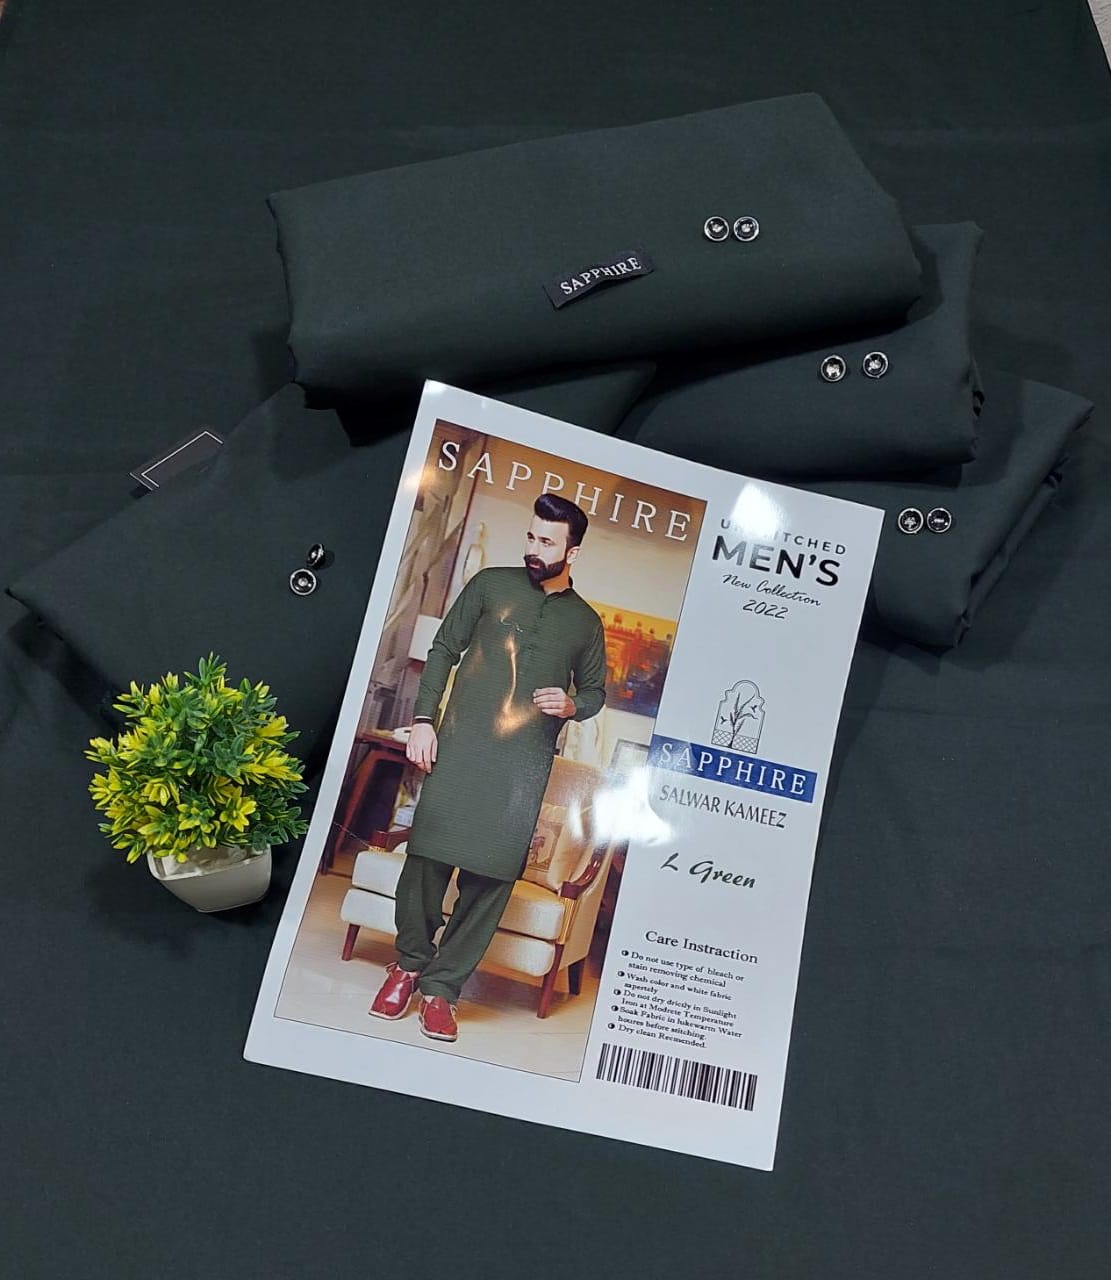 SAPPHIRE
SAPPHIRE
UNSTITCHED
MEN'S
New Collection
2022
SAPPHIRE
SALWAR KAMEEZ
L Green
Care Instraction
Do not use type of bleach or
stain removing chemical
Wash color and white fabric
sapertely
Do not dry drictly in Sunlight
Iron at Modrete Temperature
Soak Fabric in lukewarm Water
houres before stitching.
Dry clean Recmended.